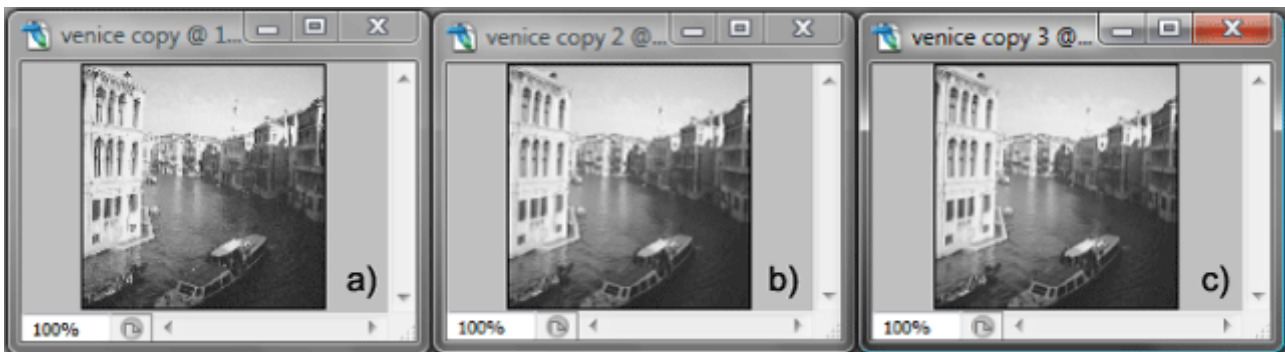 venice copy @ 1...
a)
100%
venice copy 2 @...
b)
100%
venice copy 3 @...
c)
100%